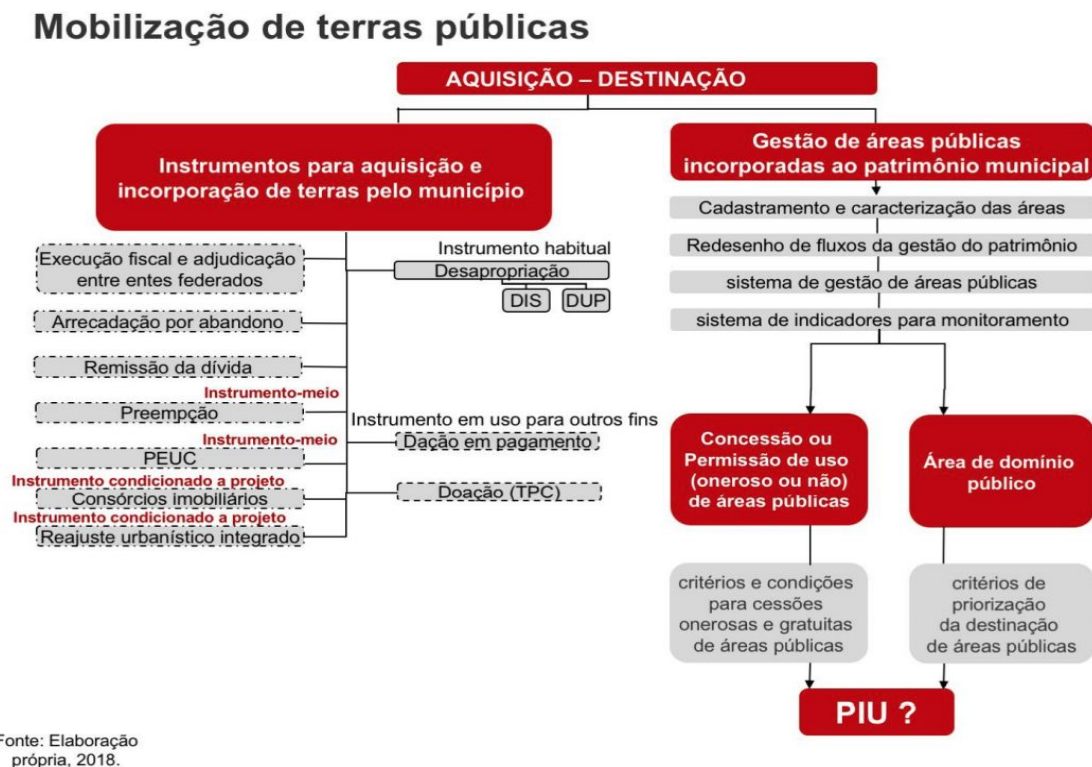 Mobilização de terras públicas
AQUISIÇÃO – DESTINAÇÃO
Instrumentos para aquisição e
incorporação de terras pelo município
Execução fiscal e adjudicação
entre entes federados
Arrecadação por abandono
Remissão da dívida
Instrumento-meio
Preempção
Instrumento-meio
PEUC
Instrumento condicionado a projeto
Consórcios imobiliários
Instrumento condicionado a projeto
Reajuste urbanístico integrado
Instrumento habitual
Desapropriação
DIS
DUP
Instrumento em uso para outros fins
Dação em pagamento
Doação (TPC)
Gestão de áreas públicas
incorporadas ao patrimônio municipal
Cadastramento e caracterização das áreas
Redesenho de fluxos da gestão do patrimônio
sistema de gestão de áreas públicas
sistema de indicadores para monitoramento
Concessão ou
Permissão de uso
(oneroso ou não)
de áreas públicas
Área de domínio
público
critérios e condições
para cessões
onerosas e gratuitas
de áreas públicas
critérios de
priorização
da destinação
de áreas públicas
PIU ?
Fonte: Elaboração
própria, 2018.